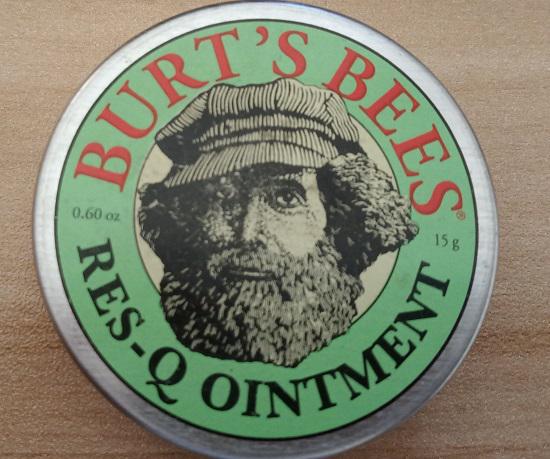 BURT'S BEES®
0.60 oz
15 g
RES-Q OINTMENT